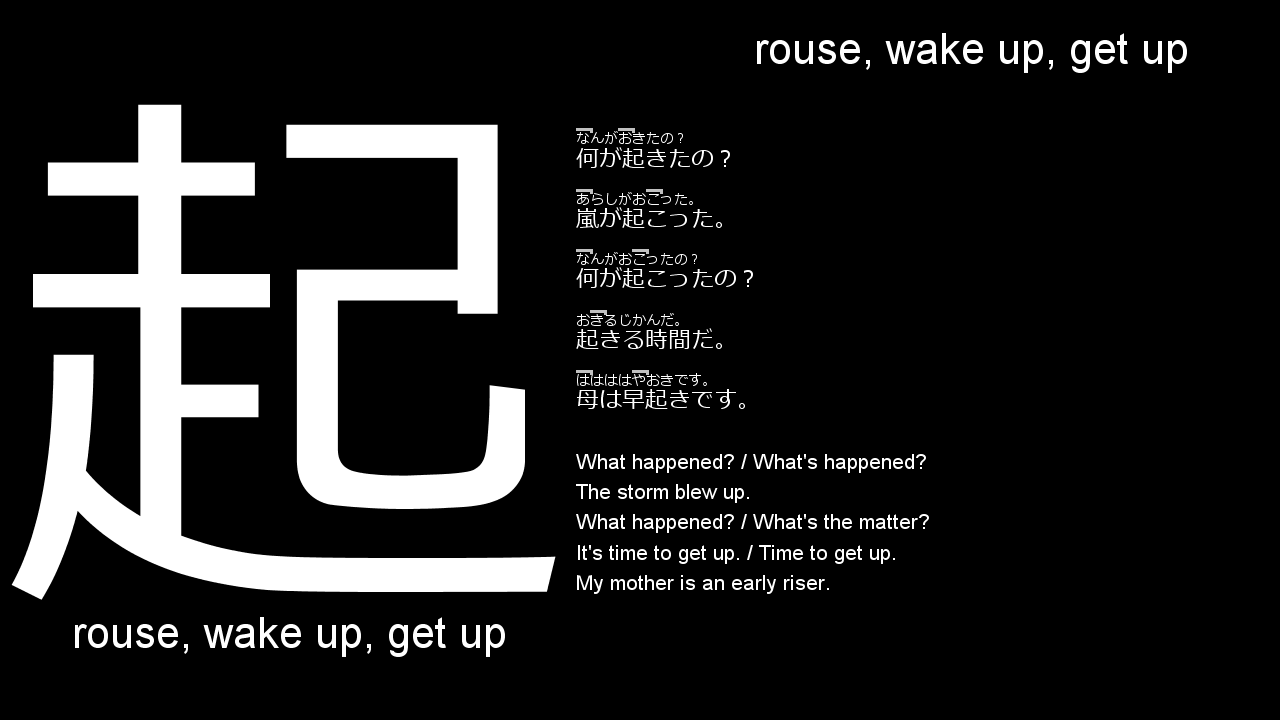 rouse, wake up, get up
起
なんがおきたの？
何が起きたの？
あらしがおこった。
嵐が起こった。
なんがおこったの？
何が起こったの？
おきるじかんだ。
起きる時間だ。
はははははやおきです。
母は早起きです。
What happened? / What's happened?
The storm blew up.
What happened? / What's the matter?
It's time to get up. / Time to get up.
My mother is an early riser.
rouse, wake up, get up